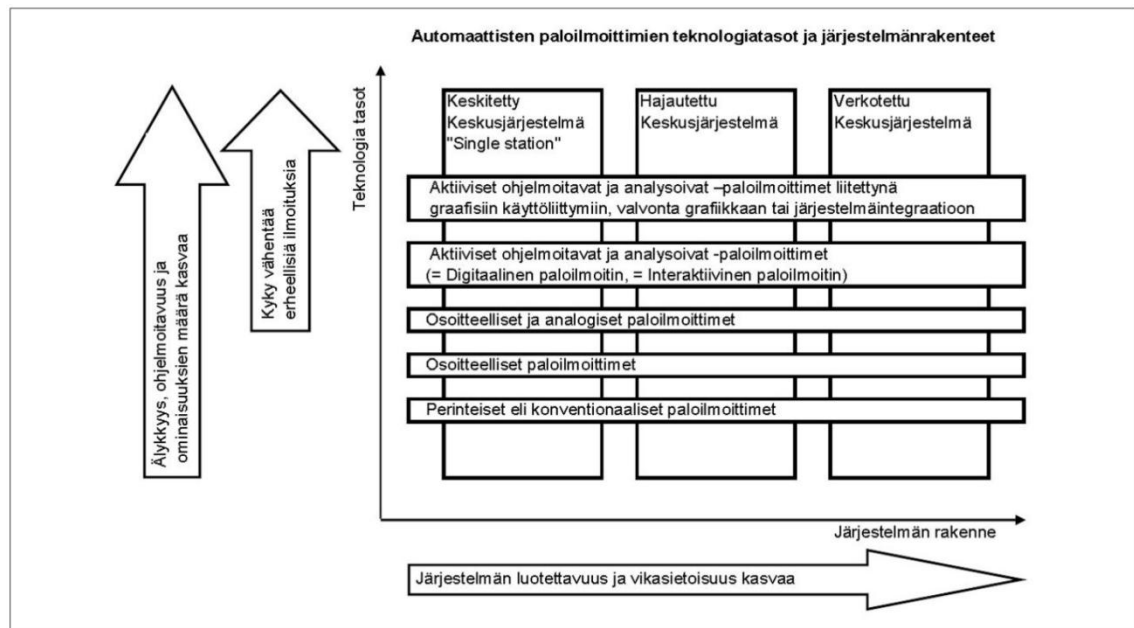 Automaattisten paloilmoittimien teknologiatasot ja järjestelmänrakenteet
Älykkyys, ohjelmoitavuus ja
ominaisuuksien määrä kasvaa
Kyky vähentää
erheellisiä ilmoituksia
Teknologia tasot
Keskitetty
Keskusjärjestelmä
"Single station"
Hajautettu
Keskusjärjestelmä
Verkotettu
Keskusjärjestelmä
Aktiiviset ohjelmoitavat ja analysoivat –paloilmoittimet liitettynä
graafisiin käyttöliittymiin, valvonta grafiikkaan tai järjestelmäintegraatioon
Aktiiviset ohjelmoitavat ja analysoivat -paloilmoittimet
(= Digitaalinen paloilmoitin, = Interaktiivinen paloilmoitin)
Osoitteelliset ja analogiset paloilmoittimet
Osoitteelliset paloilmoittimet
Perinteiset eli konventionaaliset paloilmoittimet
Järjestelmän rakenne
Järjestelmän luotettavuus ja vikasietoisuus kasvaa